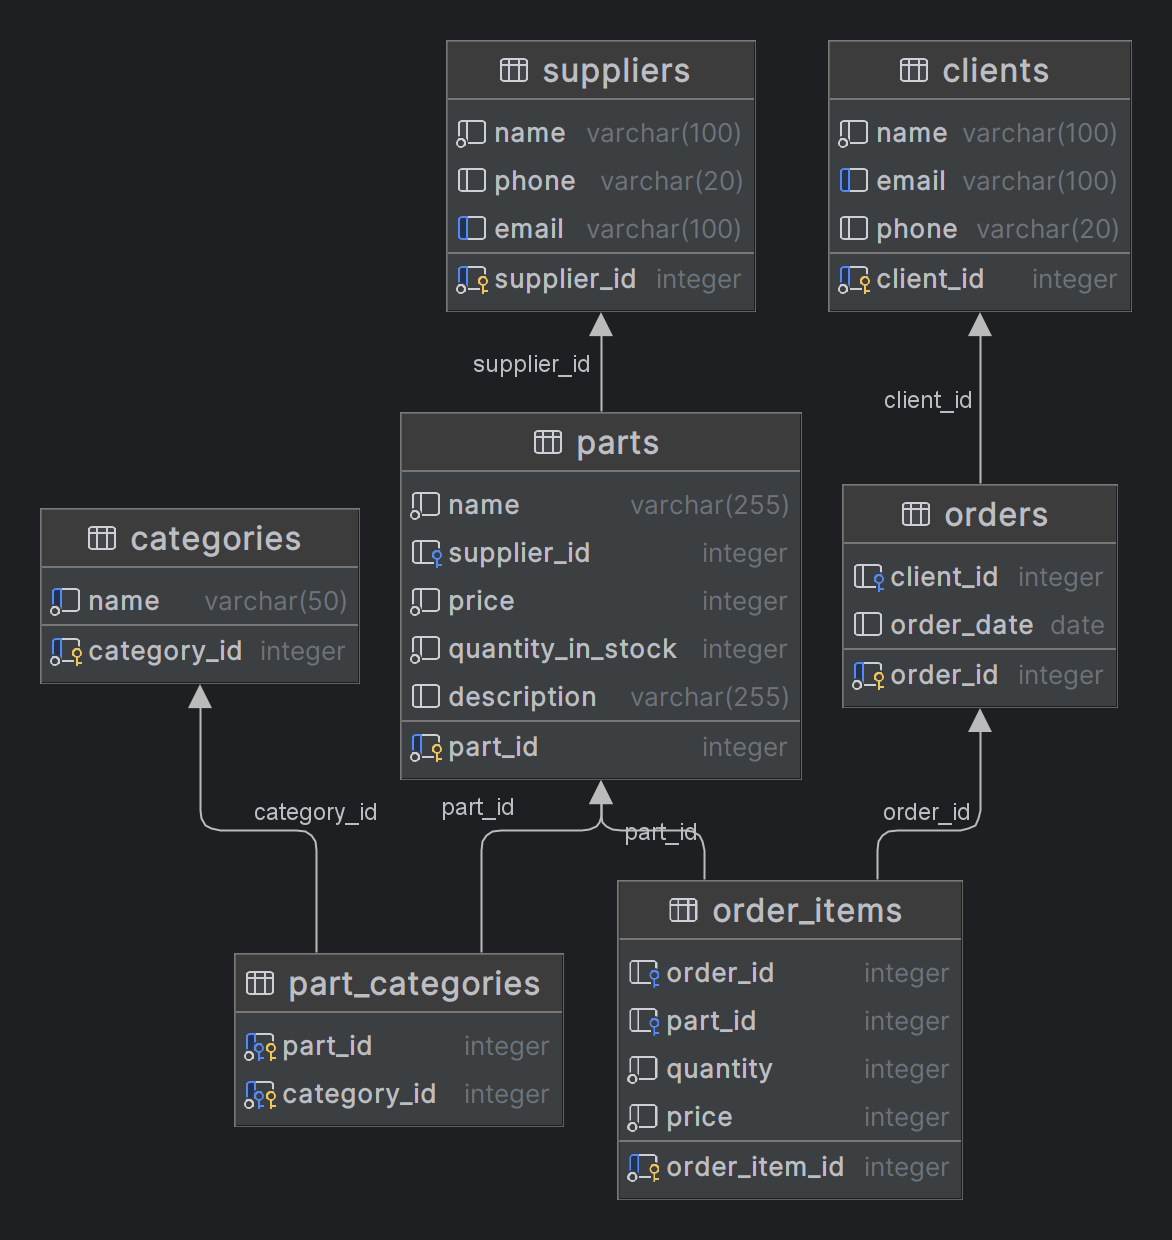 suppliers
name varchar(100)
phone varchar(20)
email varchar(100)
supplier_id integer
clients
name varchar(100)
email varchar(100)
phone varchar(20)
client_id integer
supplier_id
client_id
parts
name varchar(255)
supplier_id integer
price integer
quantity_in_stock integer
description varchar(255)
part_id integer
categories
name varchar(50)
category_id integer
orders
client_id integer
order_date date
order_id integer
category_id
part_id
part_id
order_id
part_categories
part_id integer
category_id integer
order_items
order_id integer
part_id integer
quantity integer
price integer
order_item_id integer